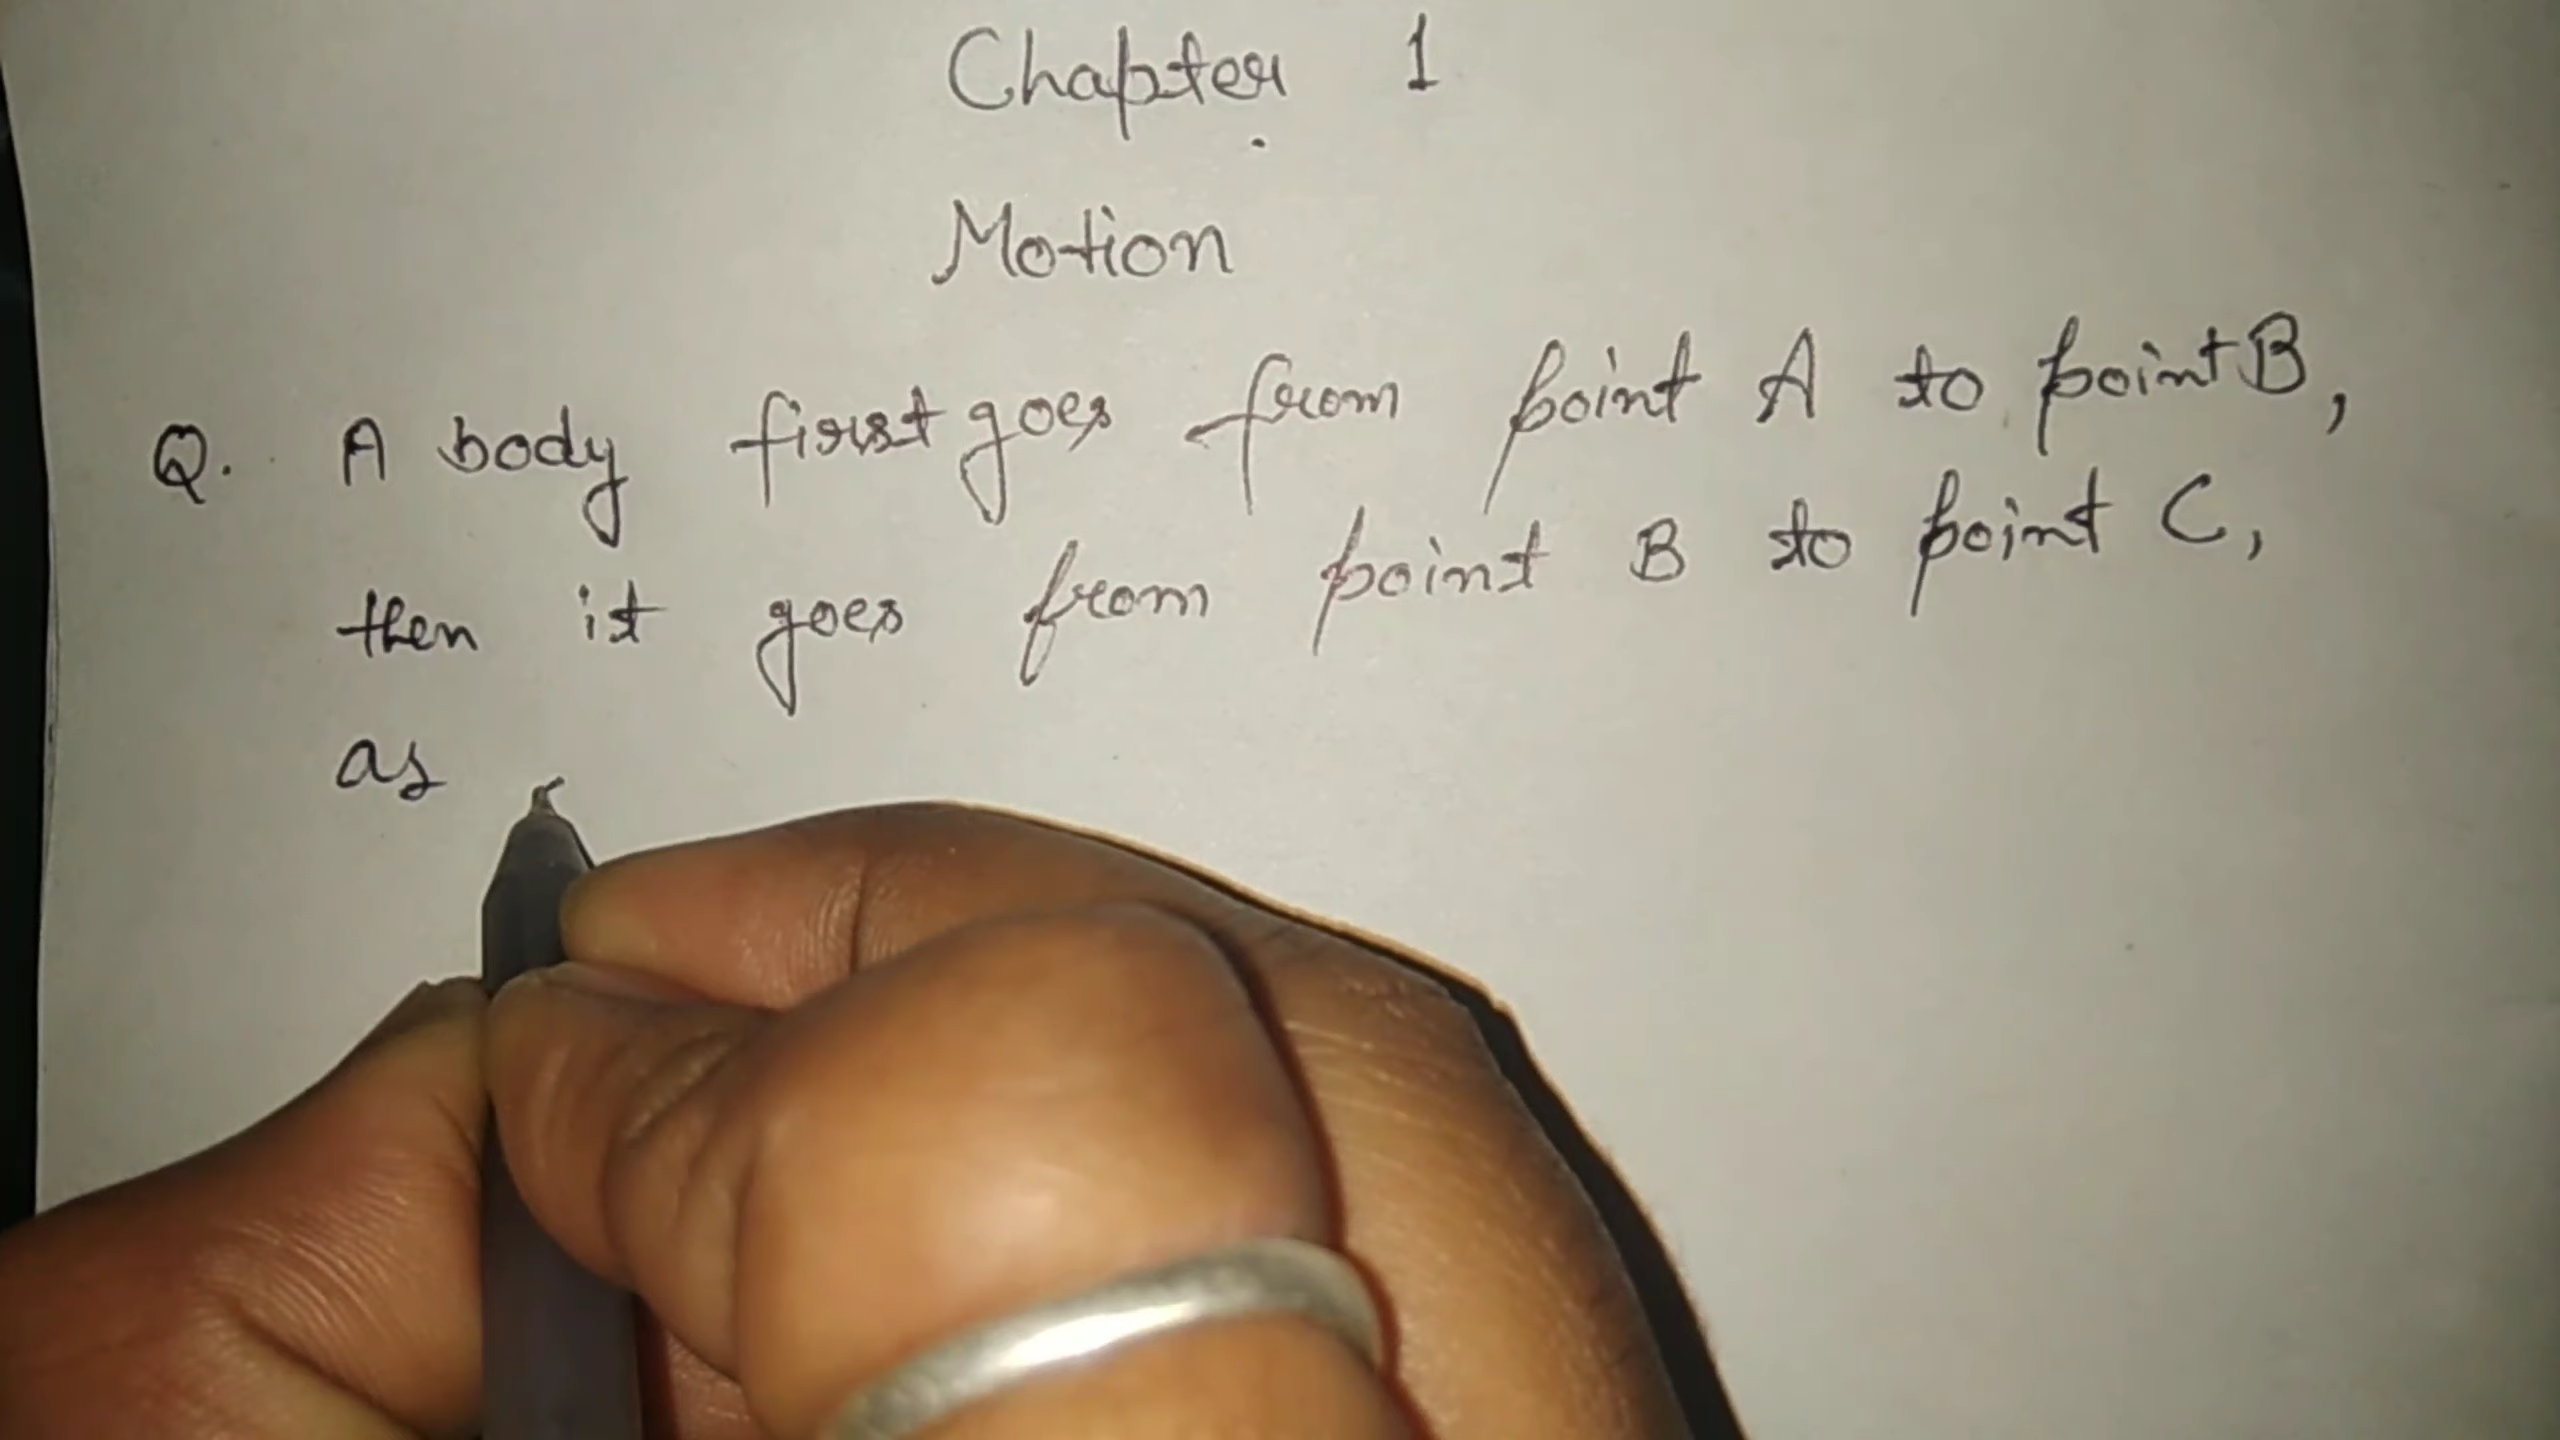 Chapter 1
Motion
Q. A body first goes from point A to point B,
then it goes from point B to point C,
as